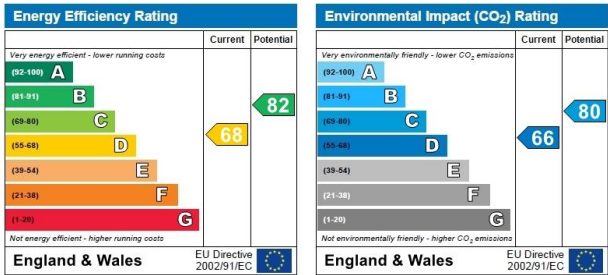 Energy Efficiency Rating
Current Potential
Very energy efficient - lower running costs
(92-100) A
(81-91) B
(69-80) C
(55-68) D
(39-54) E
(21-38) F
(1-20) G
68
82
Not energy efficient - higher running costs
England & Wales
EU Directive
2002/91/EC
Environmental Impact (CO₂) Rating
Current Potential
Very environmentally friendly - lower CO₂ emissions
(92-100) A
(81-91) B
(69-80) C
(55-68) D
(39-54) E
(21-38) F
(1-20) G
66
80
Not environmentally friendly - higher CO₂ emissions
England & Wales
EU Directive
2002/91/EC